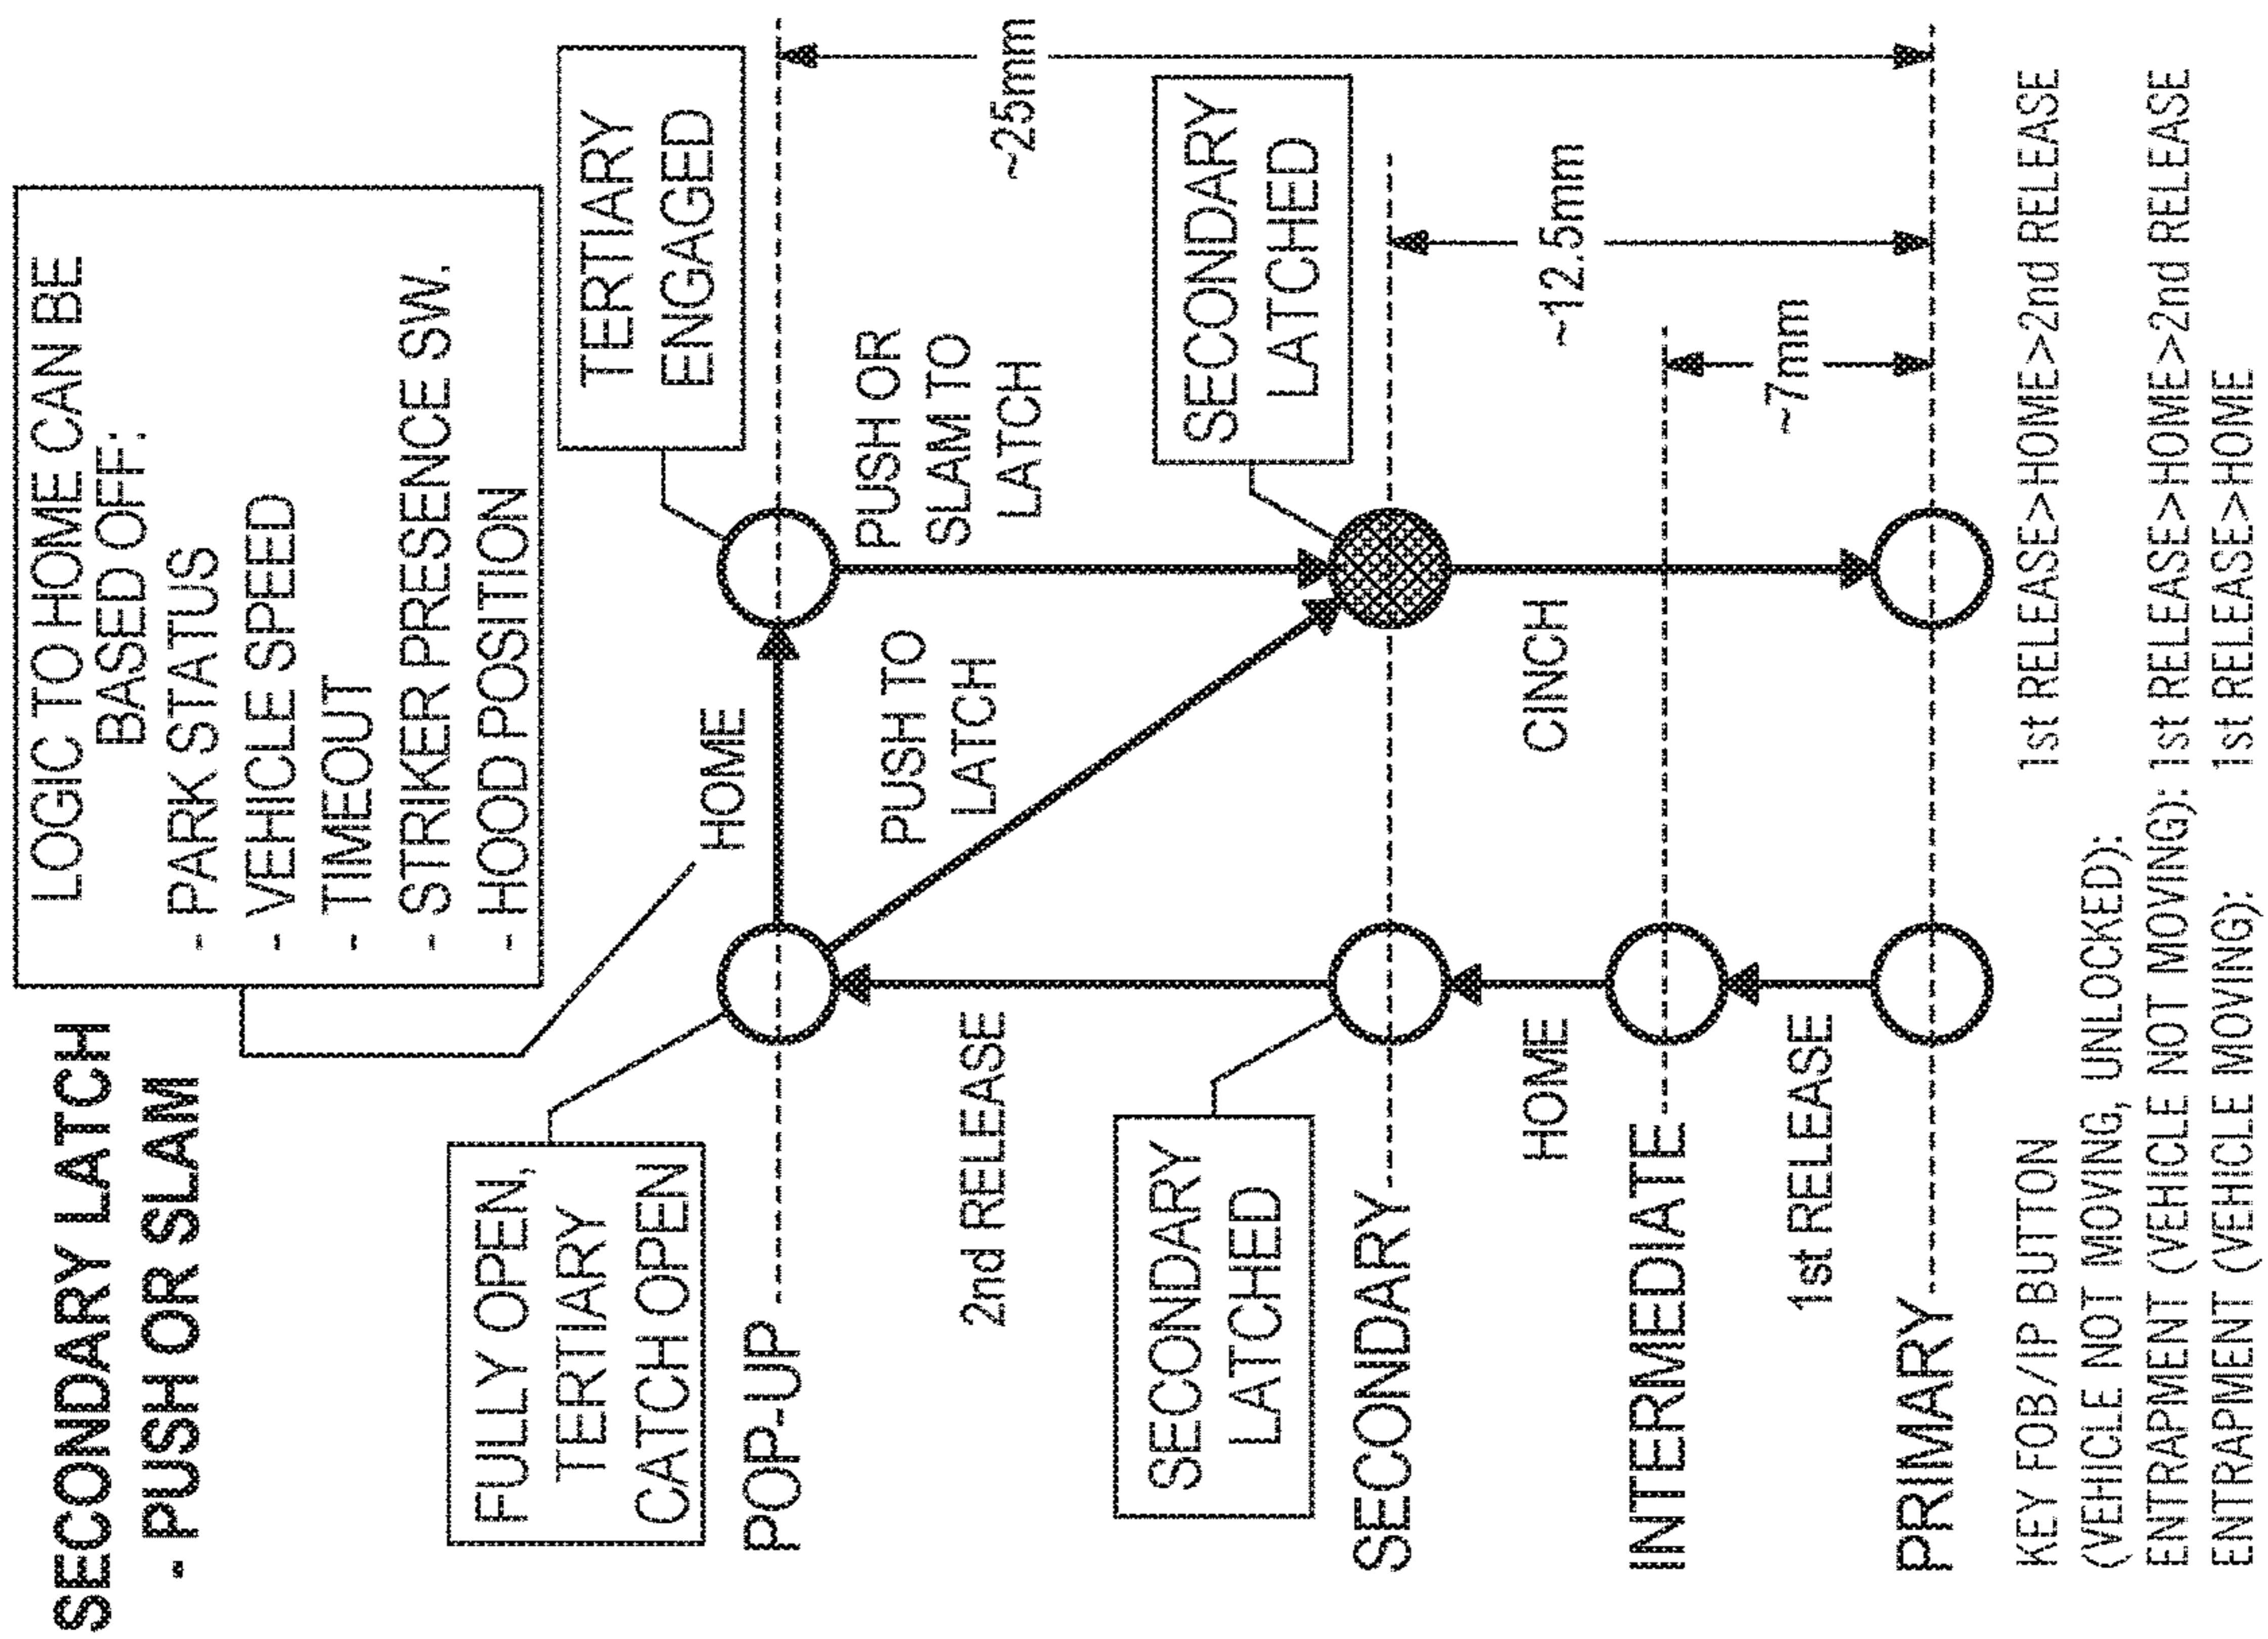 SECONDARY LATCH
- PUSH OR SLAM
LOGIC TO HOME CAN BE
BASED OFF:
- PARK STATUS
- VEHICLE SPEED
- TIMEOUT
- STRIKER PRESENCE SW.
- HOOD POSITION
FULLY OPEN,
TERTIARY
CATCH OPEN
TERTIARY
ENGAGED
HOME
POP-UP
PUSH TO
LATCH
PUSH OR
SLAM TO
LATCH
~25mm
2nd RELEASE
SECONDARY
LATCHED
SECONDARY
LATCHED
SECONDARY
HOME
CINCH
~12.5mm
INTERMEDIATE
1st RELEASE
~7mm
PRIMARY
KEY FOB/IP BUTTON 1st RELEASE>HOME>2nd RELEASE
(VEHICLE NOT MOVING, UNLOCKED):
ENTRAPMENT (VEHICLE NOT MOVING): 1st RELEASE>HOME>2nd RELEASE
ENTRAPMENT (VEHICLE MOVING): 1st RELEASE>HOME